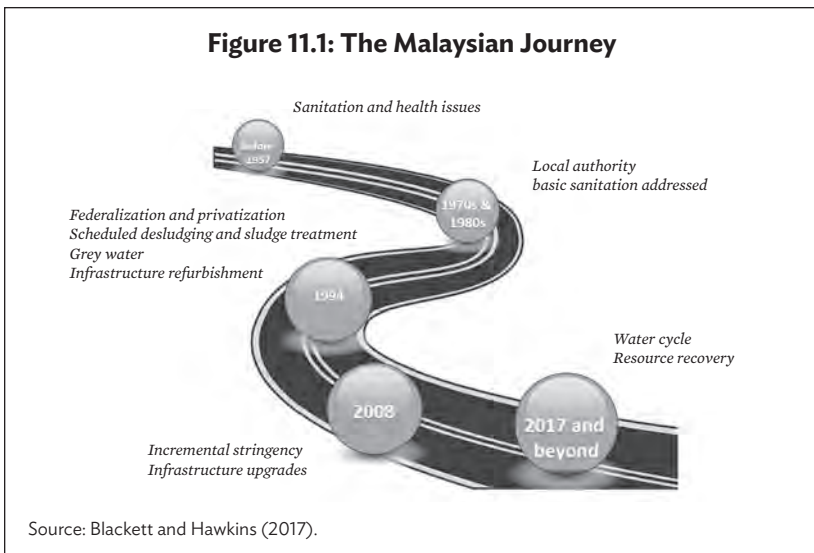 Figure 11.1: The Malaysian Journey
Sanitation and health issues
before
1957
Local authority
basic sanitation addressed
1970s &
1980s
Federalization and privatization
Scheduled desludging and sludge treatment
Grey water
Infrastructure refurbishment
1994
Water cycle
Resource recovery
2008
2017 and
beyond
Incremental stringency
Infrastructure upgrades
Source: Blackett and Hawkins (2017).